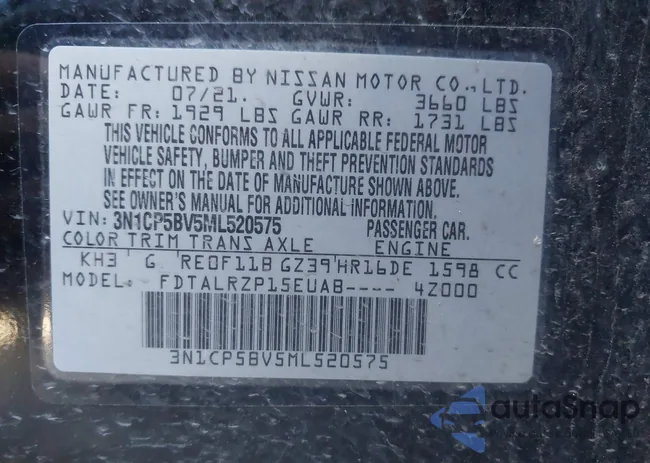 MANUFACTURED BY NISSAN MOTOR CO., LTD.
DATE: 07/21. GVWR: 3660 LBS
GAWR FR: 1929 LBS GAWR RR: 1731 LBS
THIS VEHICLE CONFORMS TO ALL APPLICABLE FEDERAL MOTOR
VEHICLE SAFETY, BUMPER AND THEFT PREVENTION STANDARDS
IN EFFECT ON THE DATE OF MANUFACTURE SHOWN ABOVE.
SEE OWNER'S MANUAL FOR ADDITIONAL INFORMATION.
VIN: 3N1CP5BV5ML520575 PASSENGER CAR.
COLOR TRIM TRANS AXLE ENGINE
KH3 G RE0F11B GZ39 HR16DE 1598 CC
MODEL: FDTALRZP15EUA8---- 4Z000
3N1CP5BV5ML520575
autoSnap